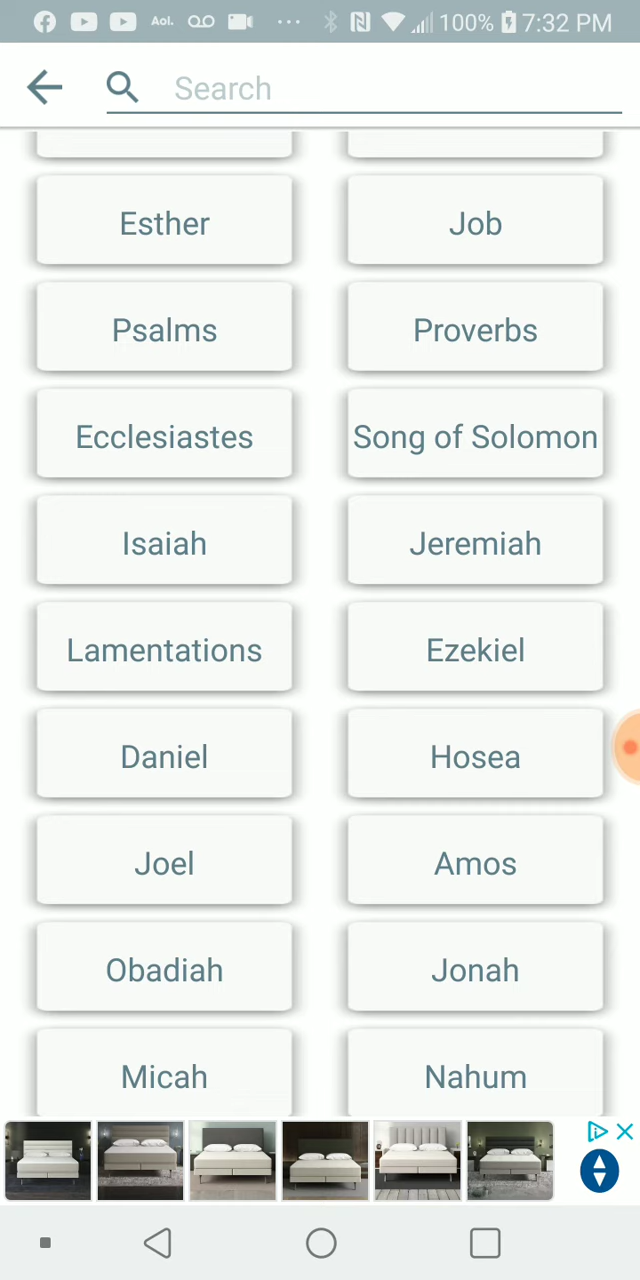 Aol. 100% 7:32 PM
Search
Esther Job
Psalms Proverbs
Ecclesiastes Song of Solomon
Isaiah Jeremiah
Lamentations Ezekiel
Daniel Hosea
Joel Amos
Obadiah Jonah
Micah Nahum